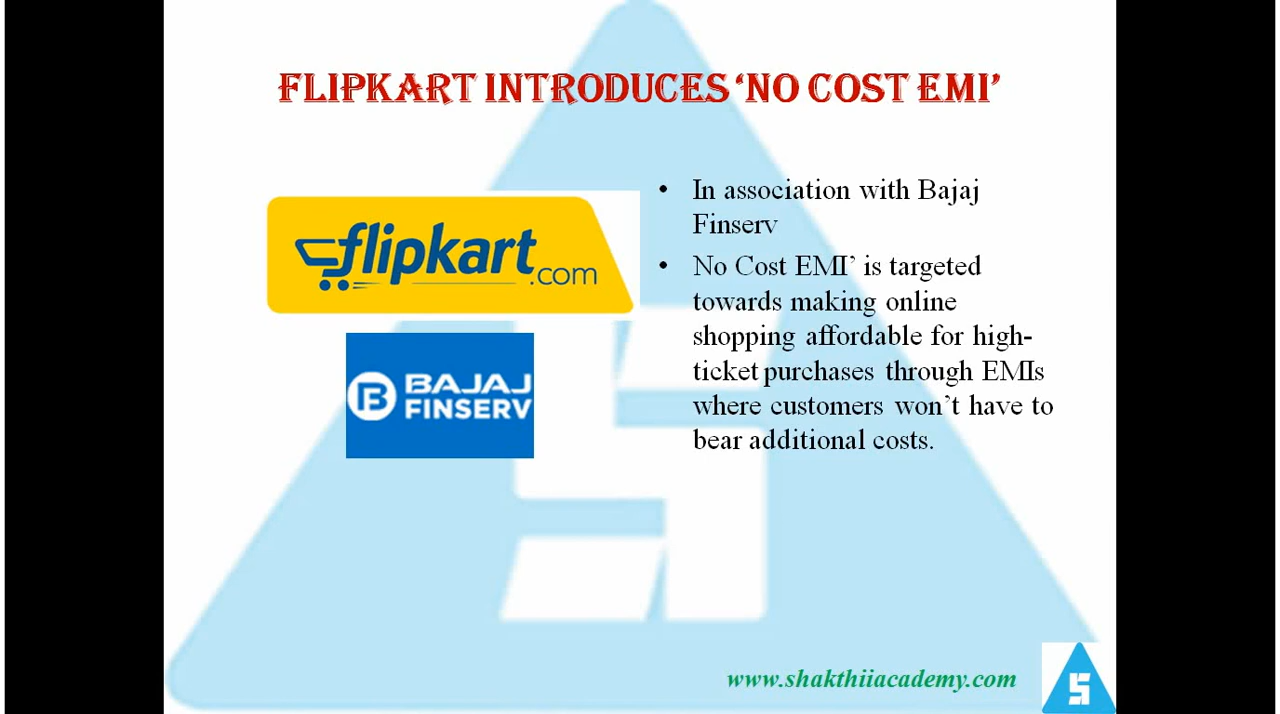 FLIPKART INTRODUCES ‘NO COST EMI’
flipkart.com
BAJAJ
FINSERV
• In association with Bajaj
Finserv
• No Cost EMI’ is targeted
towards making online
shopping affordable for high-
ticket purchases through EMIs
where customers won’t have to
bear additional costs.
www.shakthiiacademy.com